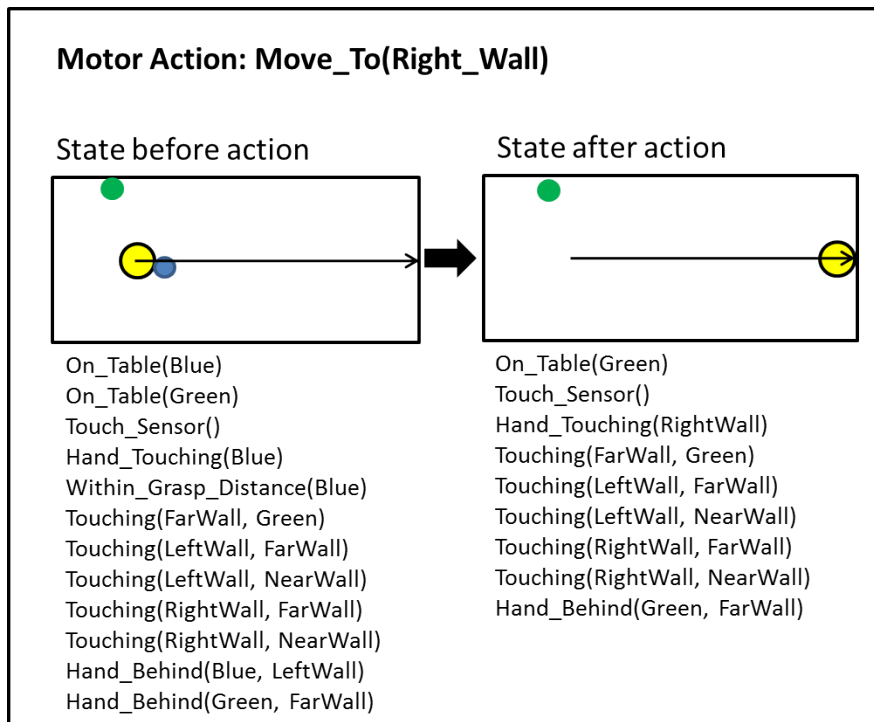 Motor Action: Move_To(Right_Wall)
State before action
On_Table(Blue)
On_Table(Green)
Touch_Sensor()
Hand_Touching(Blue)
Within_Grasp_Distance(Blue)
Touching(FarWall, Green)
Touching(LeftWall, FarWall)
Touching(LeftWall, NearWall)
Touching(RightWall, FarWall)
Touching(RightWall, NearWall)
Hand_Behind(Blue, LeftWall)
Hand_Behind(Green, FarWall)
State after action
On_Table(Green)
Touch_Sensor()
Hand_Touching(RightWall)
Touching(FarWall, Green)
Touching(LeftWall, FarWall)
Touching(LeftWall, NearWall)
Touching(RightWall, FarWall)
Touching(RightWall, NearWall)
Hand_Behind(Green, FarWall)